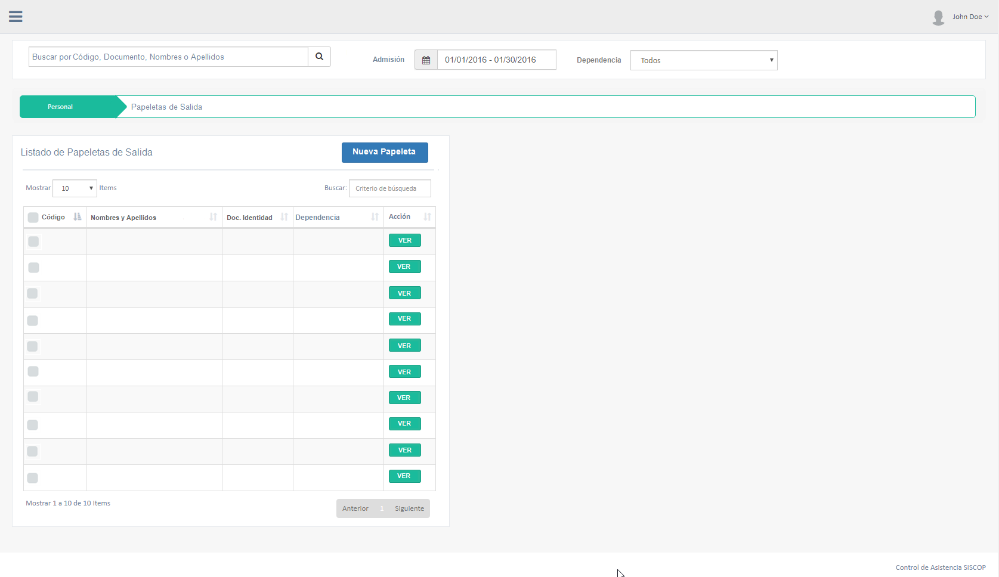 John Doe
Buscar por Código, Documento, Nombres o Apellidos
Admisión
01/01/2016 - 01/30/2016
Dependencia
Todos
Personal
Papeletas de Salida
Listado de Papeletas de Salida
Nueva Papeleta
Mostrar 10 Items
Buscar: Criterio de búsqueda
Código Nombres y Apellidos Doc. Identidad Dependencia Acción
VER
VER
VER
VER
VER
VER
VER
VER
VER
VER
Mostrar 1 a 10 de 10 Items
Anterior 1 Siguiente
Control de Asistencia SISCOP